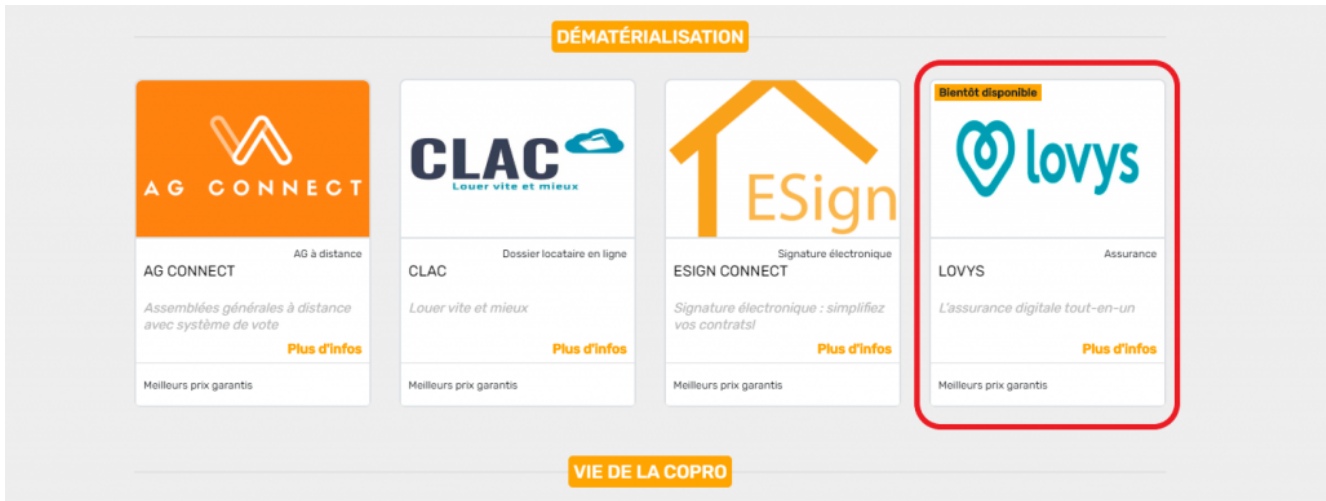 DÉMATÉRIALISATION
AG CONNECT
AG à distance
AG CONNECT
Assemblées générales à distance
avec système de vote
Plus d'infos
Meilleurs prix garantis
CLAC
Louer vite et mieux
Dossier locataire en ligne
CLAC
Louer vite et mieux
Plus d'infos
Meilleurs prix garantis
ESign
Signature électronique
ESIGN CONNECT
Signature électronique : simplifiez
vos contrats!
Plus d'infos
Meilleurs prix garantis
Bientôt disponible
lovys
Assurance
LOVYS
L'assurance digitale tout-en-un
Plus d'infos
Meilleurs prix garantis
VIE DE LA COPRO